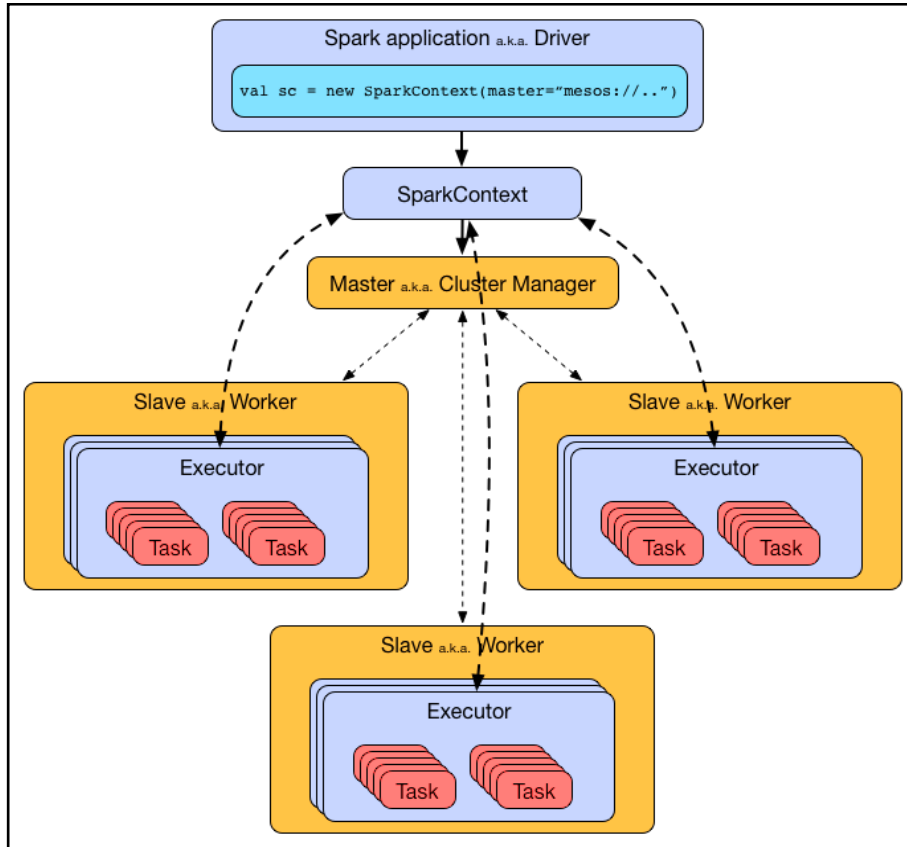 Spark application a.k.a. Driver
val sc = new SparkContext(master=“mesos://..”)
SparkContext
Master a.k.a. Cluster Manager
Slave a.k.a. Worker
Executor
Task
Task
Slave a.k.a. Worker
Executor
Task
Task
Slave a.k.a. Worker
Executor
Task
Task